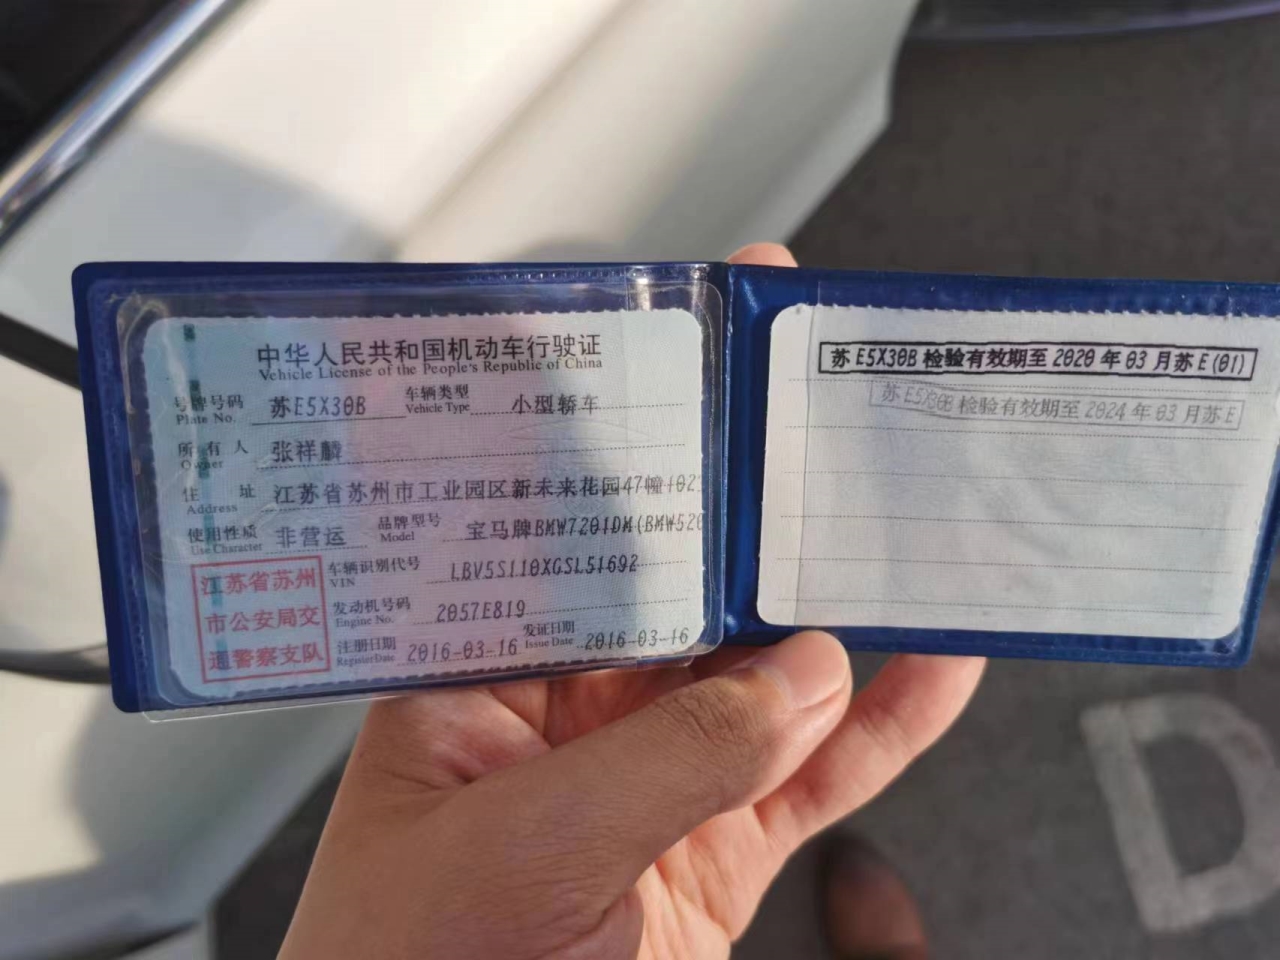 中华人民共和国机动车行驶证
Vehicle License of the People's Republic of China
号牌号码 苏E5X30B 车辆类型 小型轿车
Plate No. Vehicle Type
所有人 张祥麟
Owner
住址 江苏省苏州市工业园区新未来花园47幢102
Address
使用性质 非营运 品牌型号 宝马牌BMW7201DM(BMW520
Use Character Model
江苏省苏州
市公安局交
通警察支队
车辆识别代号 LBV5S110XGSL51692
VIN
发动机号码 2057E819
Engine No.
注册日期 2016-03-16 发证日期 2016-03-16
Register Date Issue Date
苏E5X30B 检验有效期至 2020 年 03 月苏E(01)
苏E5X30B 检验有效期至 2024 年 03 月苏E
D